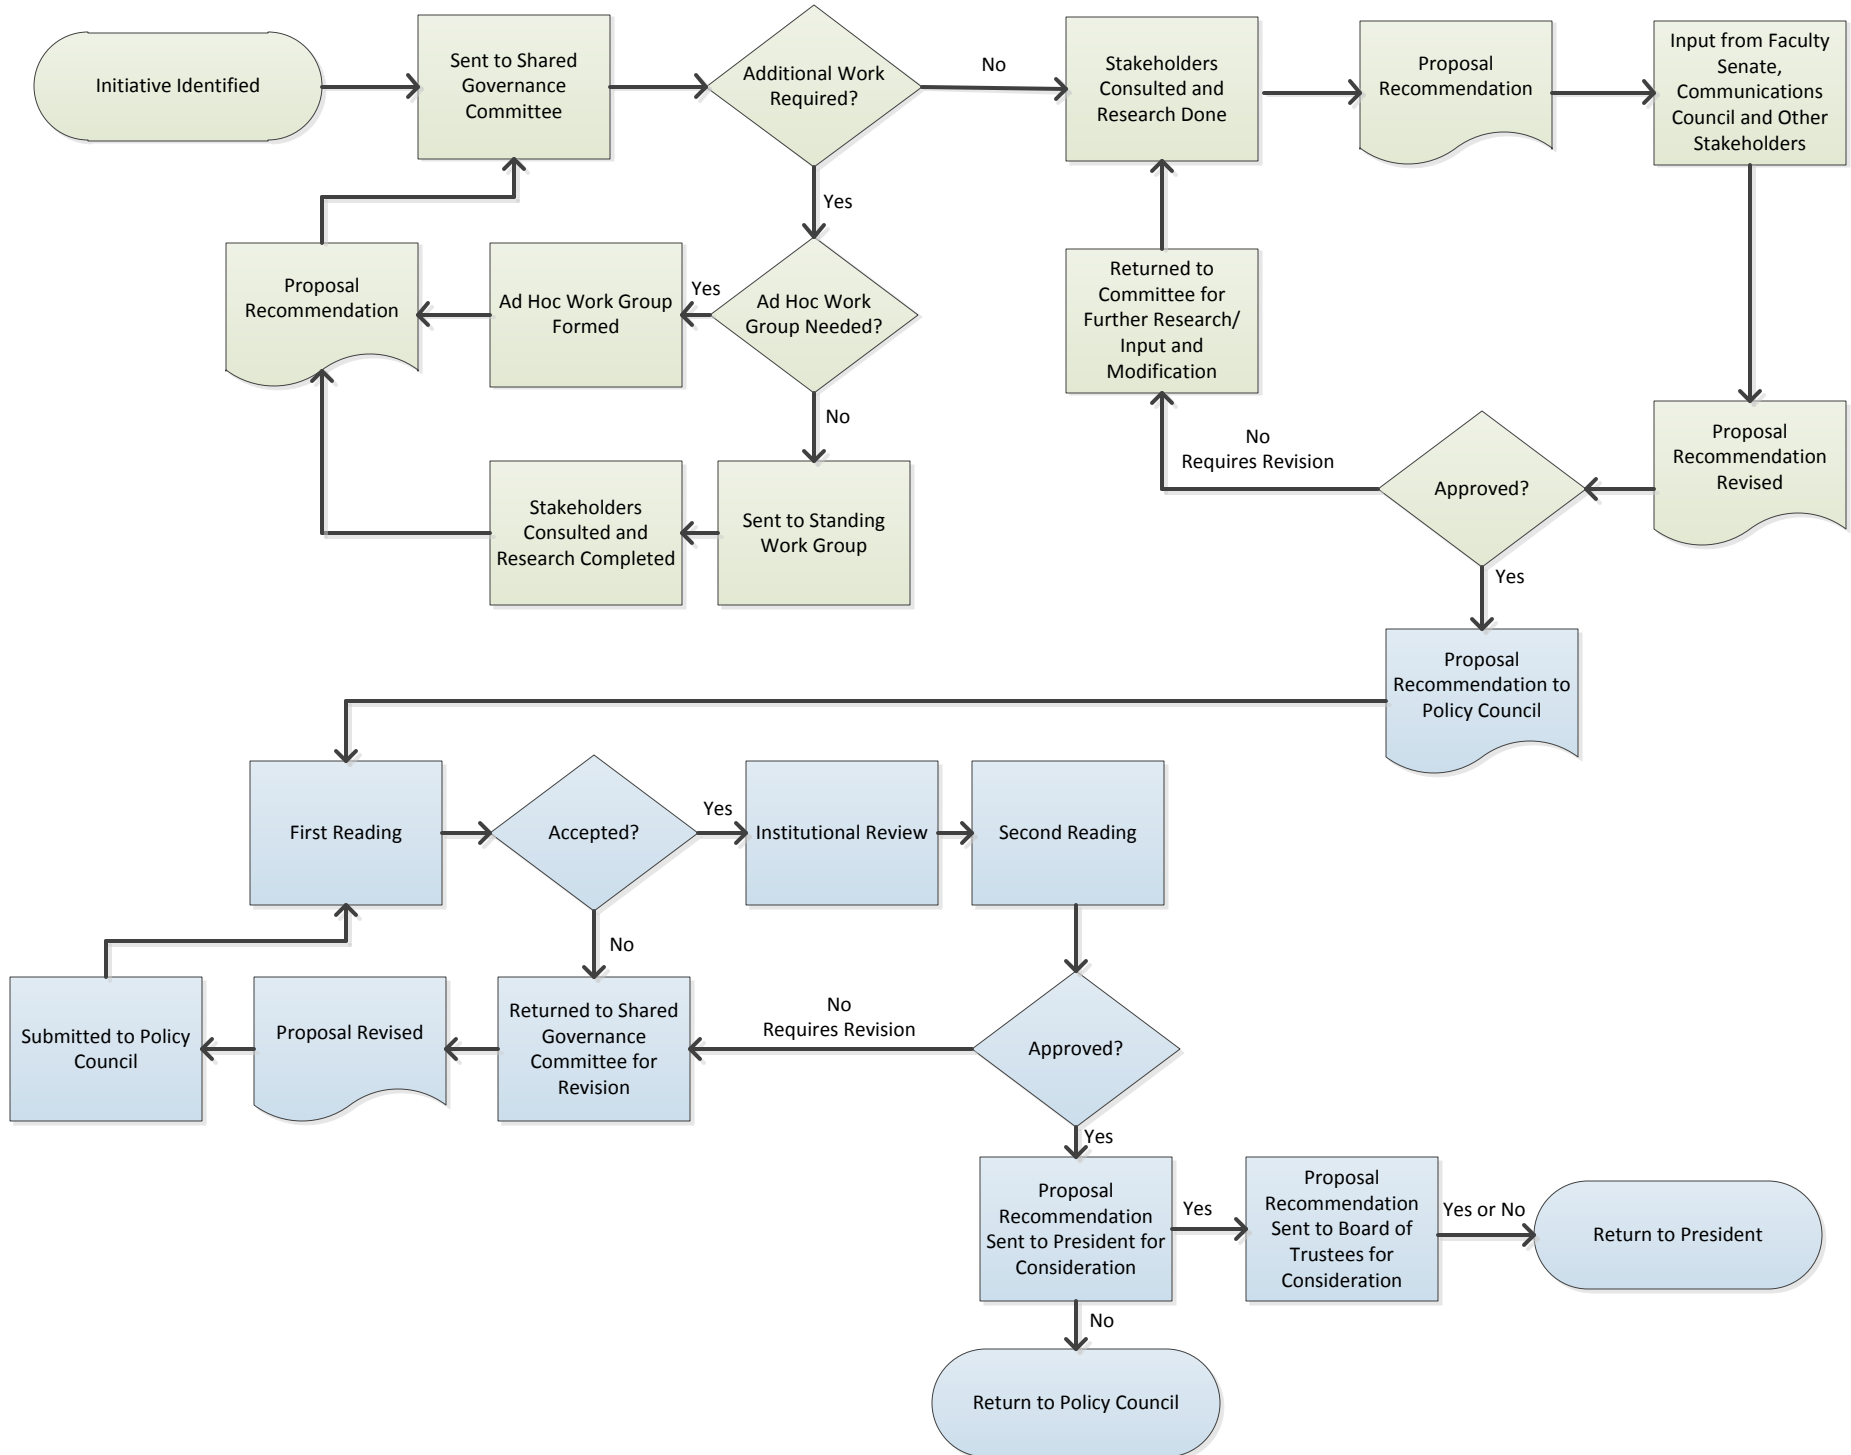 Initiative Identified
Sent to Shared
Governance
Committee
Additional Work
Required?
No
Stakeholders
Consulted and
Research Done
Proposal
Recommendation
Input from Faculty
Senate,
Communications
Council and Other
Stakeholders
Yes
Proposal
Recommendation
Ad Hoc Work Group
Formed
Yes
Ad Hoc Work
Group Needed?
Returned to
Committee for
Further Research/
Input and
Modification
No
Stakeholders
Consulted and
Research Completed
Sent to Standing
Work Group
No
Requires Revision
Approved?
Proposal
Recommendation
Revised
Yes
Proposal
Recommendation to
Policy Council
First Reading
Accepted?
Yes
Institutional Review
Second Reading
No
Submitted to Policy
Council
Proposal Revised
Returned to Shared
Governance
Committee for
Revision
No
Requires Revision
Approved?
Yes
Proposal
Recommendation
Sent to President for
Consideration
Yes
Proposal
Recommendation
Sent to Board of
Trustees for
Consideration
Yes or No
Return to President
No
Return to Policy Council